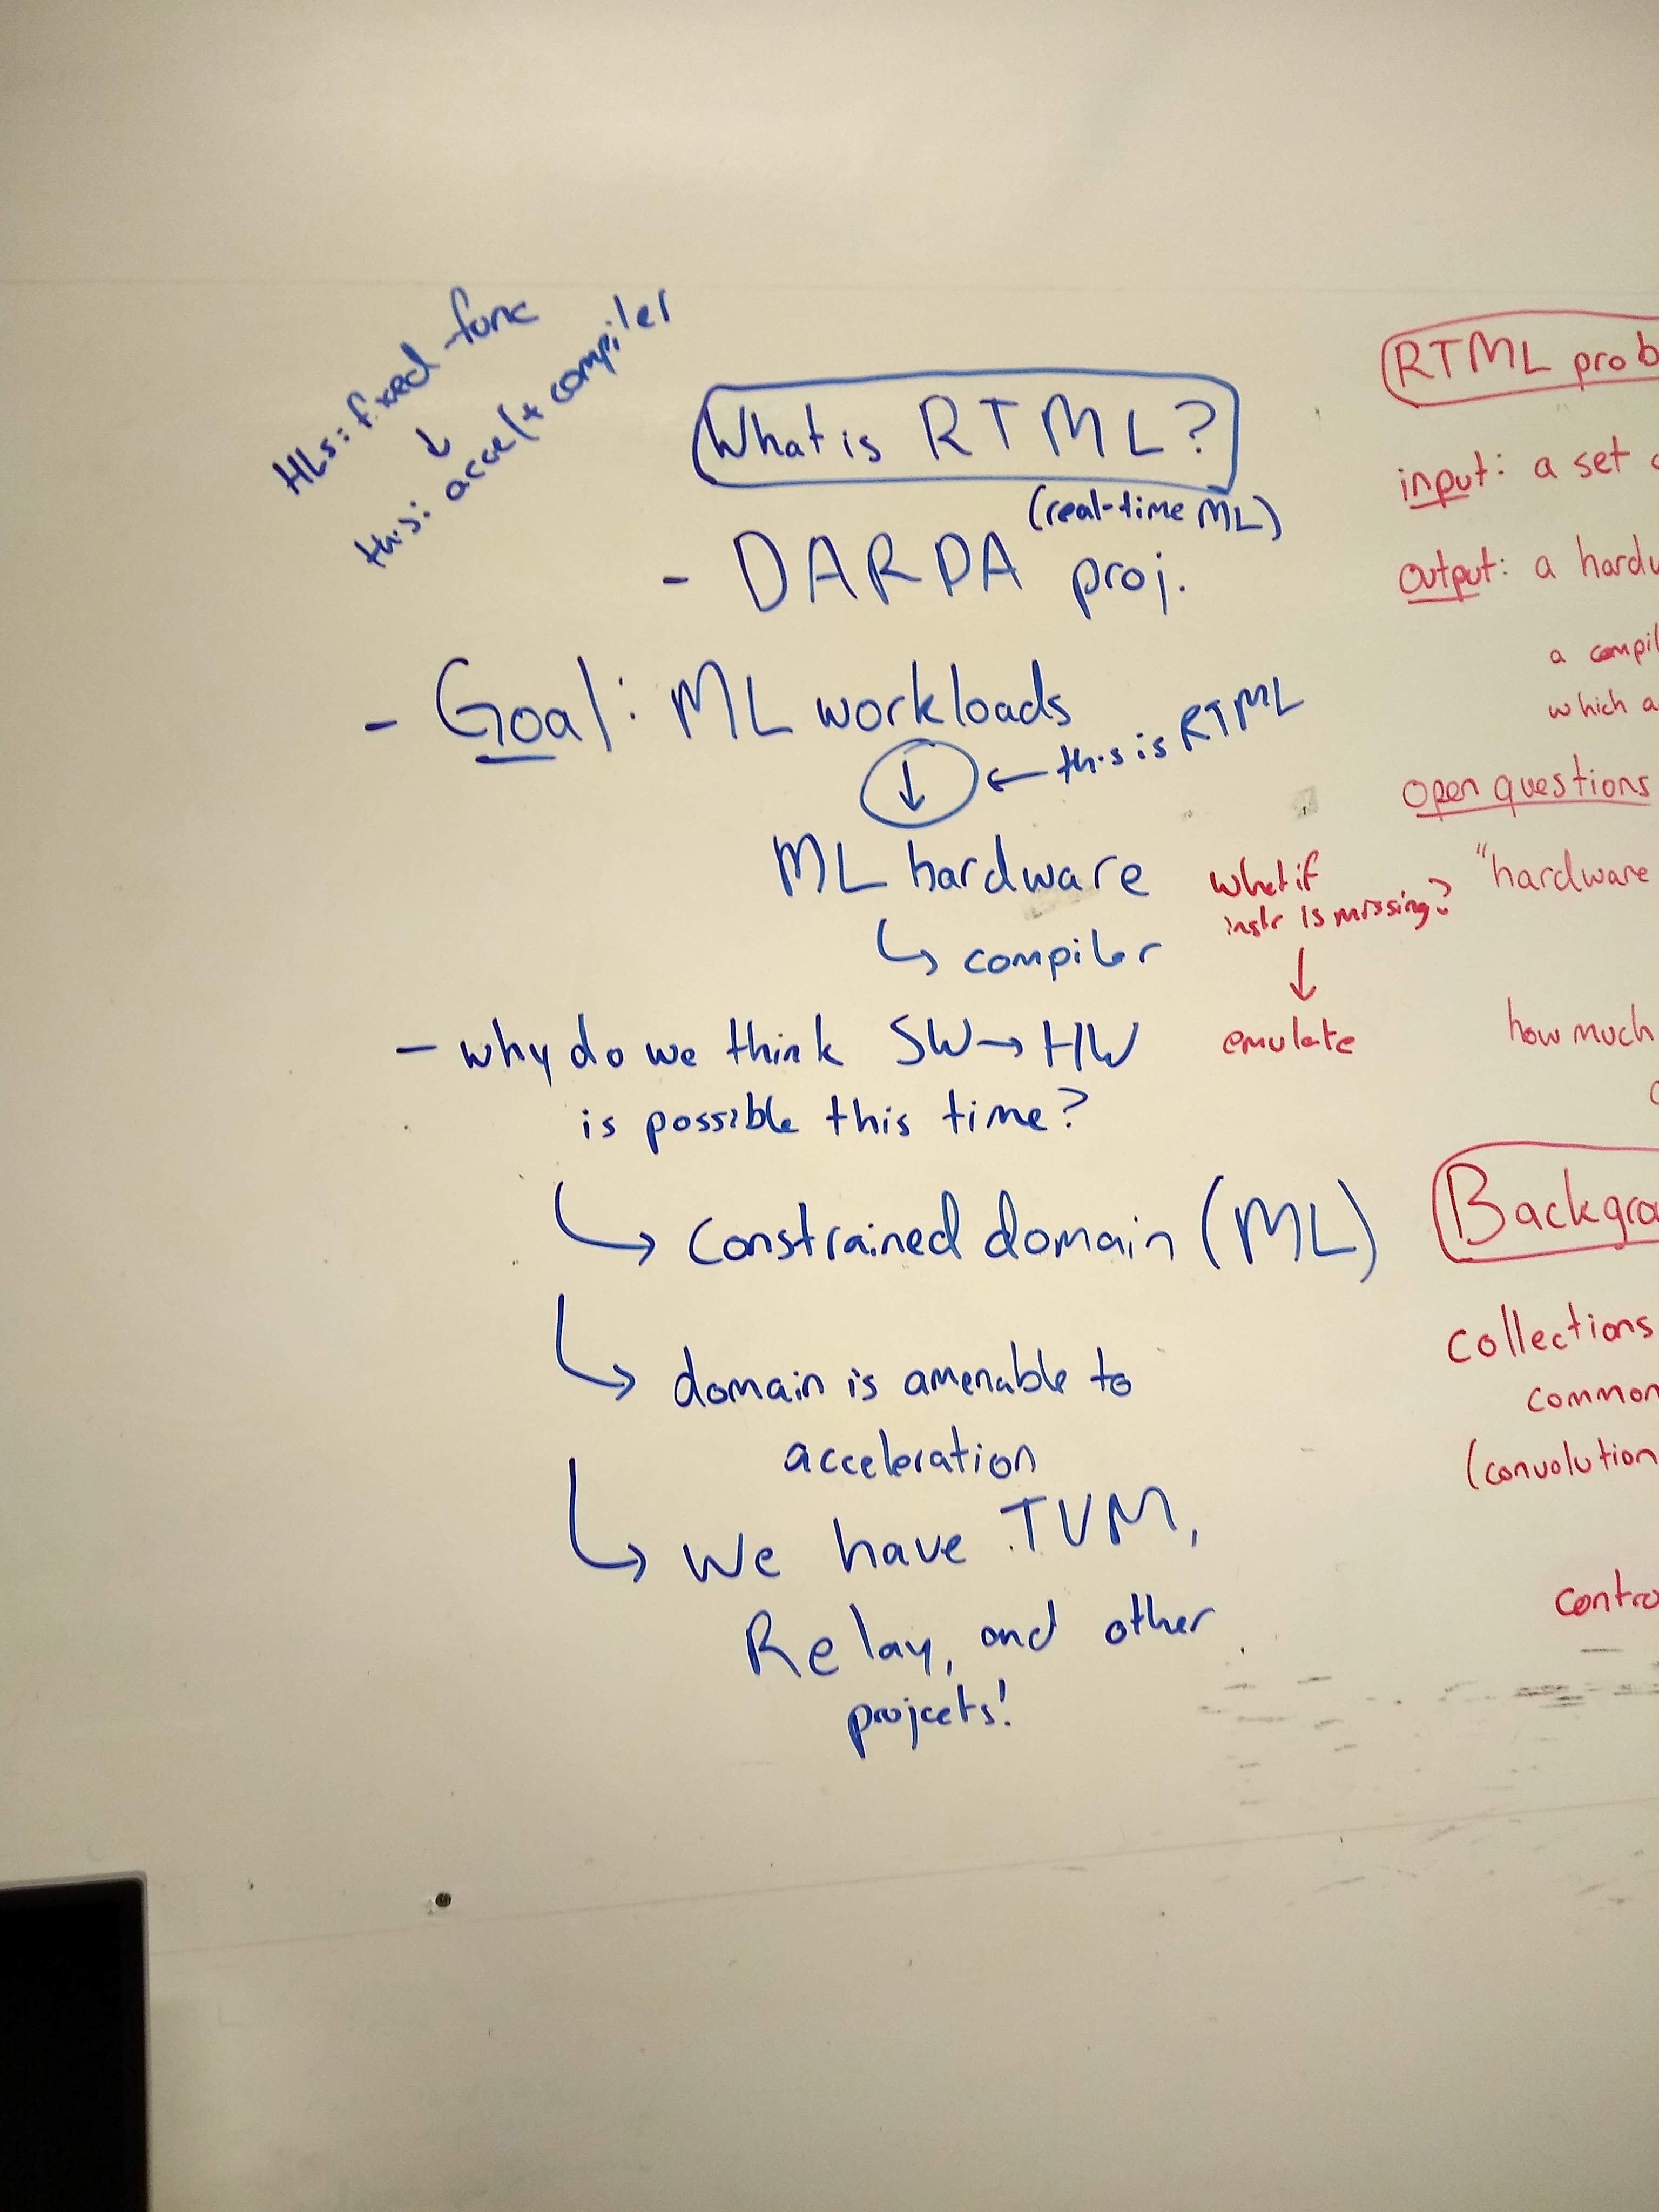 HLS: fixed-func
↓
this: accel + compiler
What is RTML?
(real-time ML)
- DARPA proj.
- Goal: ML workloads
↓ ← this is RTML
ML hardware
↳ compiler
- why do we think SW → HW
is possible this time?
↳ constrained domain (ML)
↳ domain is amenable to
acceleration
↳ we have TVM,
Relay, and other
projects!
what if
instr is missing?
↓
emulate
RTML prob
input: a set
output: a hardw
a compil
which a
open questions
"hardware
how much
Backgro
collections
common
(convolution
contro